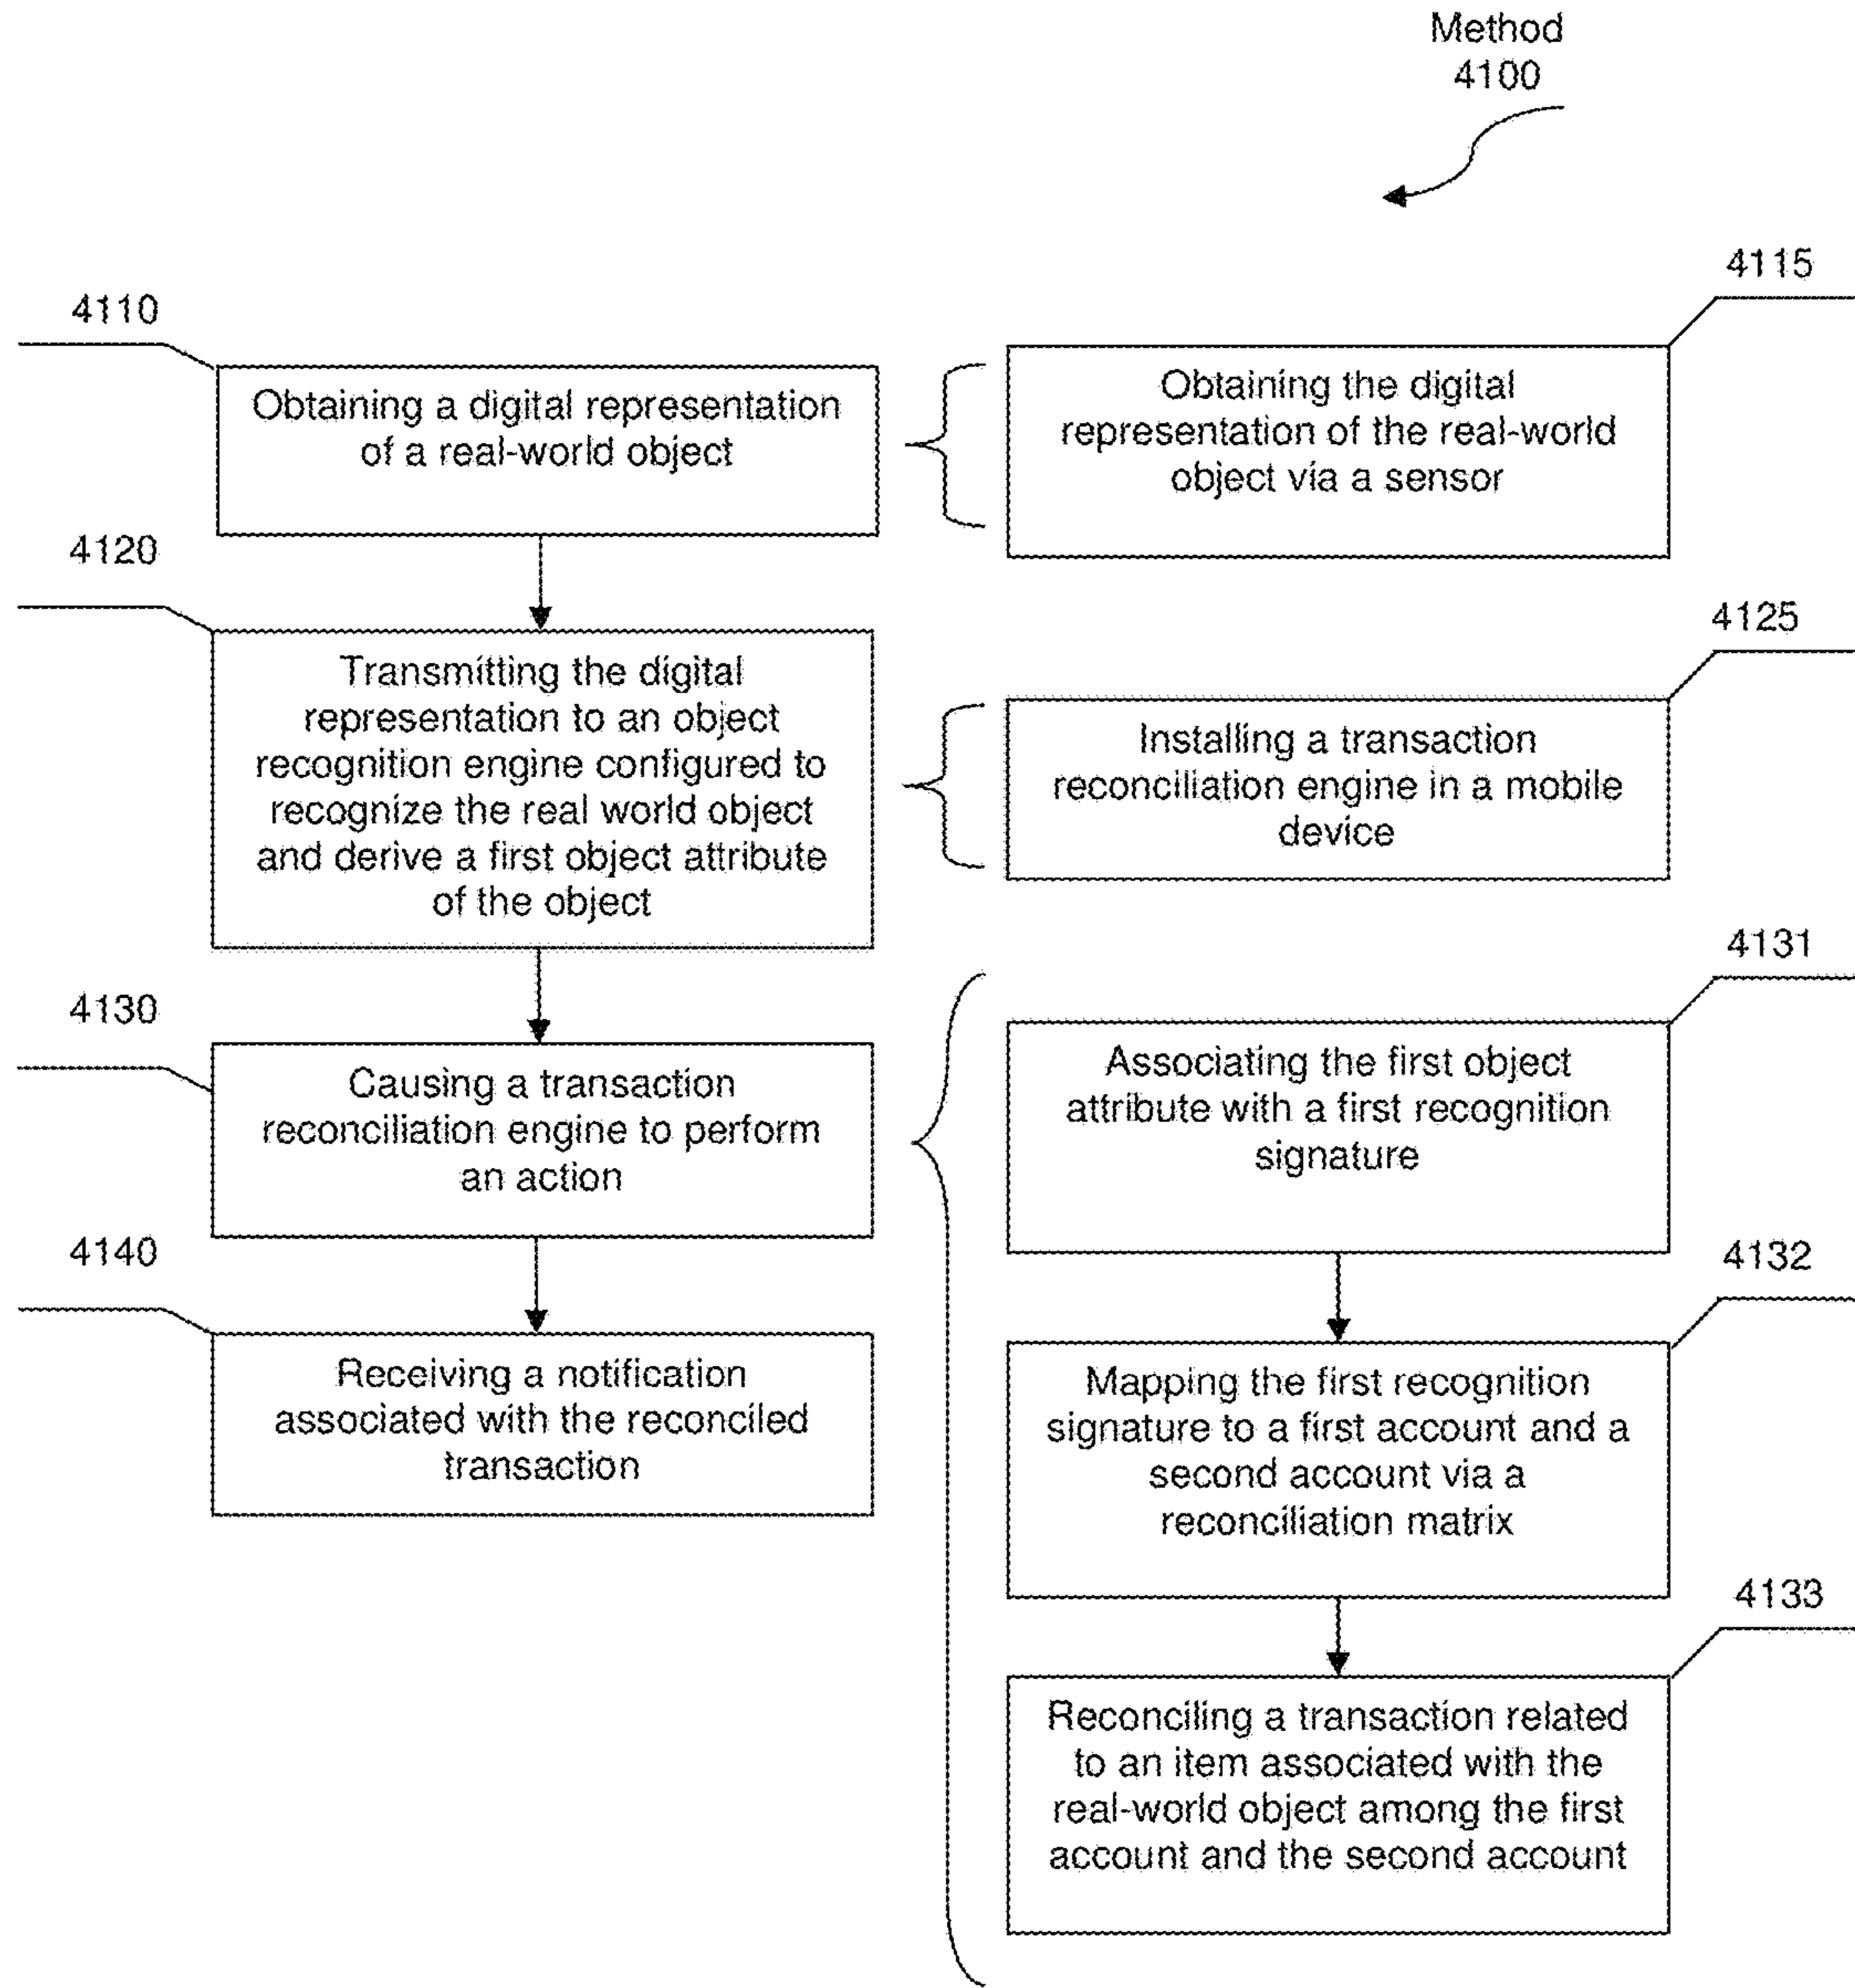 Method
4100
4110
Obtaining a digital representation
of a real-world object
4115
Obtaining the digital
representation of the real-world
object via a sensor
4120
Transmitting the digital
representation to an object
recognition engine configured to
recognize the real world object
and derive a first object attribute
of the object
4125
Installing a transaction
reconciliation engine in a mobile
device
4130
Causing a transaction
reconciliation engine to perform
an action
4131
Associating the first object
attribute with a first recognition
signature
4140
Receiving a notification
associated with the reconciled
transaction
4132
Mapping the first recognition
signature to a first account and a
second account via a
reconciliation matrix
4133
Reconciling a transaction related
to an item associated with the
real-world object among the first
account and the second account